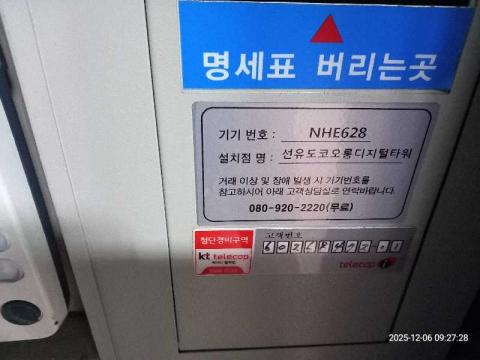 명세표 버리는곳
기기 번호 : NHE628
설치점 명 : 선유도코오롱디지털타워
거래 이상 및 장애 발생 시 기기번호를
참고하시어 아래 고객상담실로 연락바랍니다.
080-920-2220(무료)
첨단경비구역
kt telecop
고객번호
telecop
2025-12-06 09:27:28